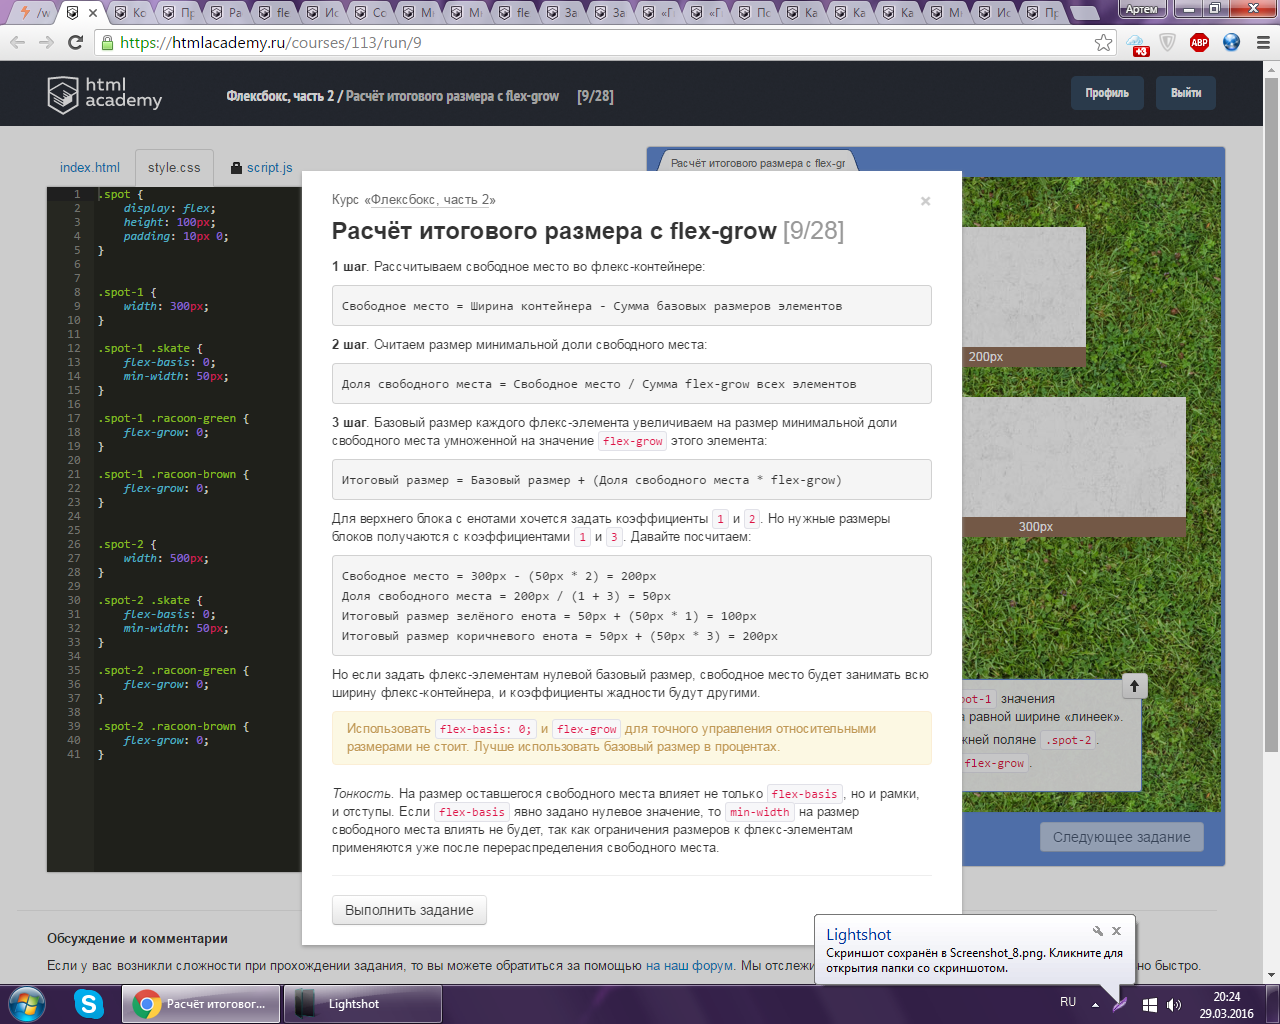 /w
Ко
Пр
Ра
fle
Ис
Со
Ми
Ми
fle
За
За
«Гр
«Гр
По
Ка
Ка
Ка
Ми
Ис
Пр
Артем
https://htmlacademy.ru/courses/113/run/9
+3
ABP
html
academy
Флексбокс, часть 2 / Расчёт итогового размера с flex-grow [9/28]
Профиль
Выйти
index.html
style.css
script.js
1 .spot {
2 display: flex;
3 height: 100px;
4 padding: 10px 0;
5 }
6
7
8 .spot-1 {
9 width: 300px;
10 }
11
12 .spot-1 .skate {
13 flex-basis: 0;
14 min-width: 50px;
15 }
16
17 .spot-1 .racoon-green {
18 flex-grow: 0;
19 }
20
21 .spot-1 .racoon-brown {
22 flex-grow: 0;
23 }
24
25
26 .spot-2 {
27 width: 500px;
28 }
29
30 .spot-2 .skate {
31 flex-basis: 0;
32 min-width: 50px;
33 }
34
35 .spot-2 .racoon-green {
36 flex-grow: 0;
37 }
38
39 .spot-2 .racoon-brown {
40 flex-grow: 0;
41 }
Курс «Флексбокс, часть 2»
×
Расчёт итогового размера с flex-grow [9/28]
1 шаг. Рассчитываем свободное место во флекс-контейнере:
Свободное место = Ширина контейнера - Сумма базовых размеров элементов
2 шаг. Считаем размер минимальной доли свободного места:
Доля свободного места = Свободное место / Сумма flex-grow всех элементов
3 шаг. Базовый размер каждого флекс-элемента увеличиваем на размер минимальной доли
свободного места умноженной на значение flex-grow этого элемента:
Итоговый размер = Базовый размер + (Доля свободного места * flex-grow)
Для верхнего блока с енотами хочется задать коэффициенты 1 и 2. Но нужные размеры
блоков получаются с коэффициентами 1 и 3. Давайте посчитаем:
Свободное место = 300px - (50px * 2) = 200px
Доля свободного места = 200px / (1 + 3) = 50px
Итоговый размер зелёного енота = 50px + (50px * 1) = 100px
Итоговый размер коричневого енота = 50px + (50px * 3) = 200px
Но если задать флекс-элементам нулевой базовый размер, свободное место будет занимать всю
ширину флекс-контейнера, и коэффициенты жадности будут другими.
Использовать flex-basis: 0; и flex-grow для точного управления относительными
размерами не стоит. Лучше использовать базовый размер в процентах.
Тонкость. На размер оставшегося свободного места влияет не только flex-basis, но и рамки,
и отступы. Если flex-basis явно задано нулевое значение, то min-width на размер
свободного места влиять не будет, так как ограничения размеров к флекс-элементам
применяются уже после перераспределения свободного места.
Выполнить задание
Расчёт итогового размера с flex-gr
200px
300px
pot-1 значения
а равной ширине «линеек».
жней поляне .spot-2.
flex-grow.
Следующее задание
Обсуждение и комментарии
Если у вас возникли сложности при прохождении задания, то вы можете обратиться за помощью на наш форум. Мы отслежи
но быстро.
Lightshot
Скриншот сохранён в Screenshot_8.png. Кликните для
открытия папки со скриншотом.
Расчёт итоговог...
Lightshot
RU
20:24
29.03.2016